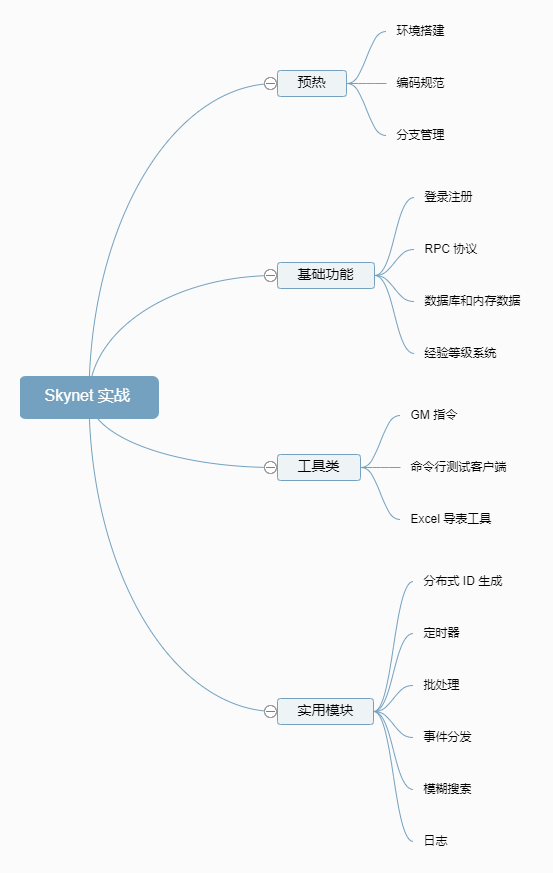 Skynet 实战
预热
环境搭建
编码规范
分支管理
基础功能
登录注册
RPC 协议
数据库和内存数据
经验等级系统
工具类
GM 指令
命令行测试客户端
Excel 导表工具
实用模块
分布式 ID 生成
定时器
批处理
事件分发
模糊搜索
日志